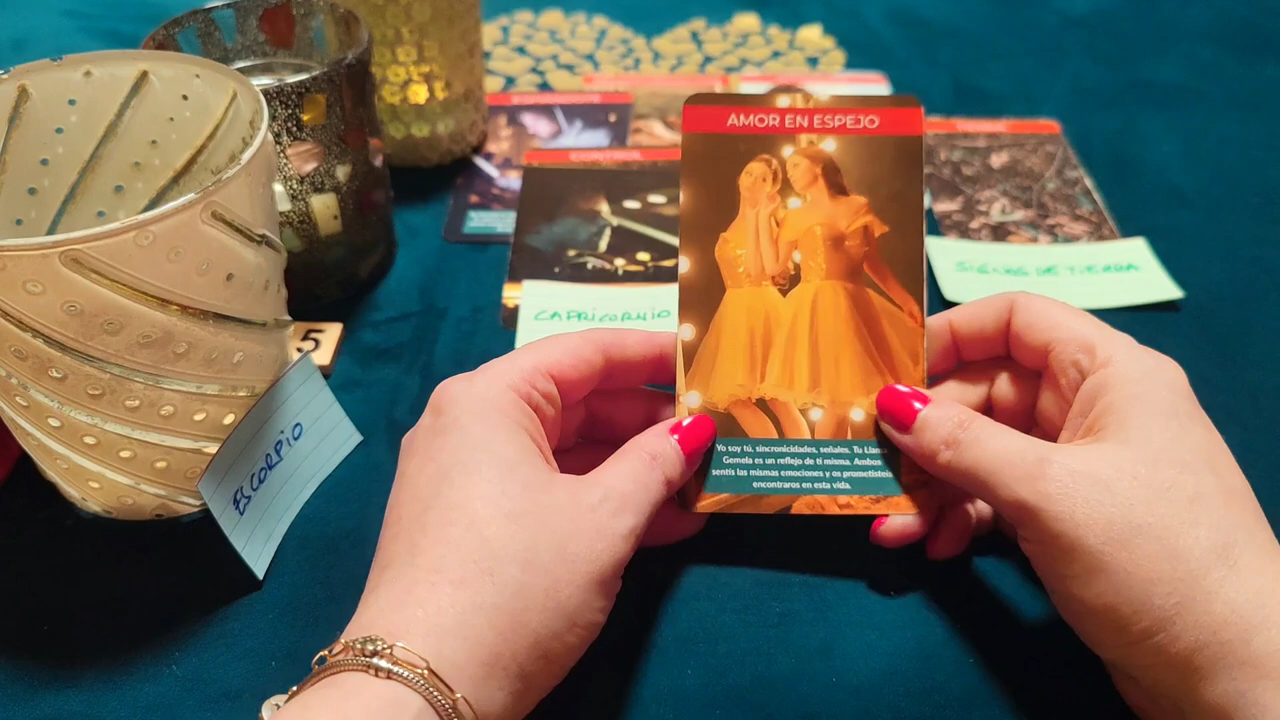 AMOR EN ESPEJO
Yo soy tú, sincronicidades, señales. Tu Llama
Gemela es un reflejo de ti misma. Ambos
sentís las mismas emociones y os prometisteis
encontraros en esta vida.
CONTROL
CAPRICORNIO
SIGNOS DE TIERRA
5
ESCORPIO